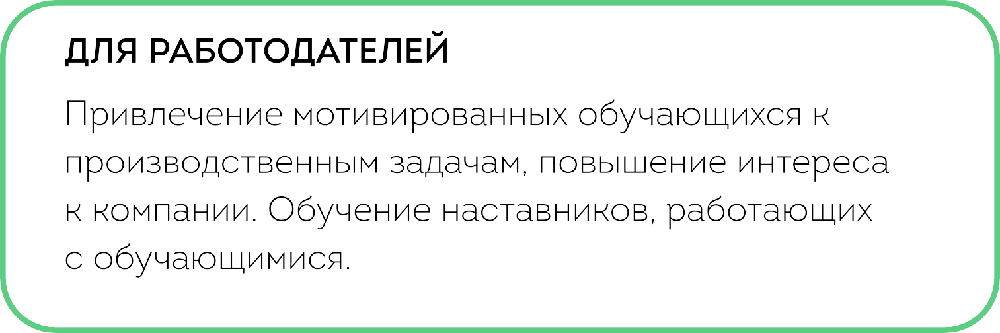 ДЛЯ РАБОТОДАТЕЛЕЙ
Привлечение мотивированных обучающихся к
производственным задачам, повышение интереса
к компании. Обучение наставников, работающих
с обучающимися.